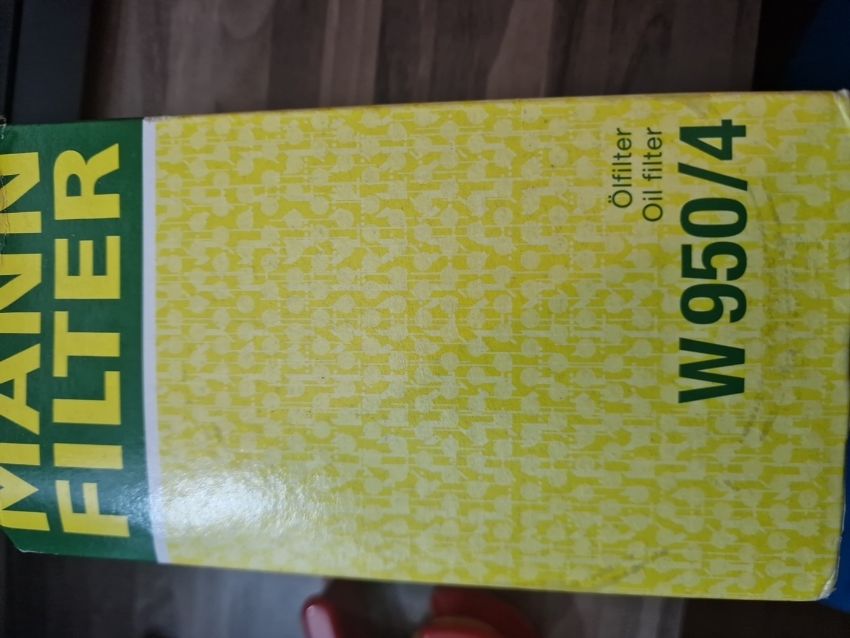 MANN
FILTER
Ölfilter
Oil filter
W 950/4